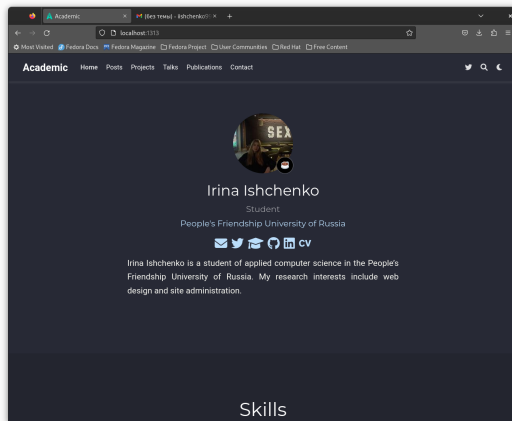 Academic
(без темы) - lishchenko9
localhost:1313
Most Visited Fedora Docs Fedora Magazine Fedora Project User Communities Red Hat Free Content
Academic Home Posts Projects Talks Publications Contact
SEX
Irina Ishchenko
Student
People's Friendship University of Russia
CV
Irina Ishchenko is a student of applied computer science in the People's
Friendship University of Russia. My research interests include web
design and site administration.
Skills